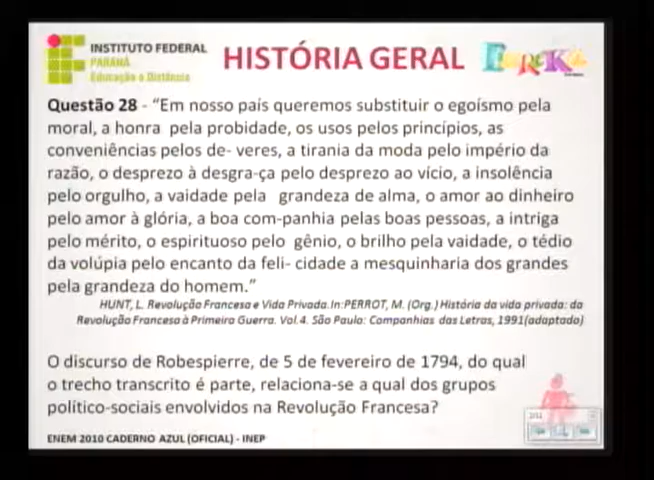 INSTITUTO FEDERAL
PARANÁ
Educação a Distância
HISTÓRIA GERAL
EUREKA
Questão 28 - “Em nosso país queremos substituir o egoísmo pela
moral, a honra pela probidade, os usos pelos princípios, as
conveniências pelos de- veres, a tirania da moda pelo império da
razão, o desprezo à desgra-ça pelo desprezo ao vício, a insolência
pelo orgulho, a vaidade pela grandeza de alma, o amor ao dinheiro
pelo amor à glória, a boa com-panhia pelas boas pessoas, a intriga
pelo mérito, o espirituoso pelo gênio, o brilho pela vaidade, o tédio
da volúpia pelo encanto da feli- cidade a mesquinharia dos grandes
pela grandeza do homem.”
HUNT, L. Revolução Francesa e Vida Privada.In:PERROT, M. (Org.) História da vida privada: da
Revolução Francesa à Primeira Guerra. Vol.4. São Paulo: Companhias das Letras, 1991(adaptado)
O discurso de Robespierre, de 5 de fevereiro de 1794, do qual
o trecho transcrito é parte, relaciona-se a qual dos grupos
político-sociais envolvidos na Revolução Francesa?
ENEM 2010 CADERNO AZUL (OFICIAL) - INEP